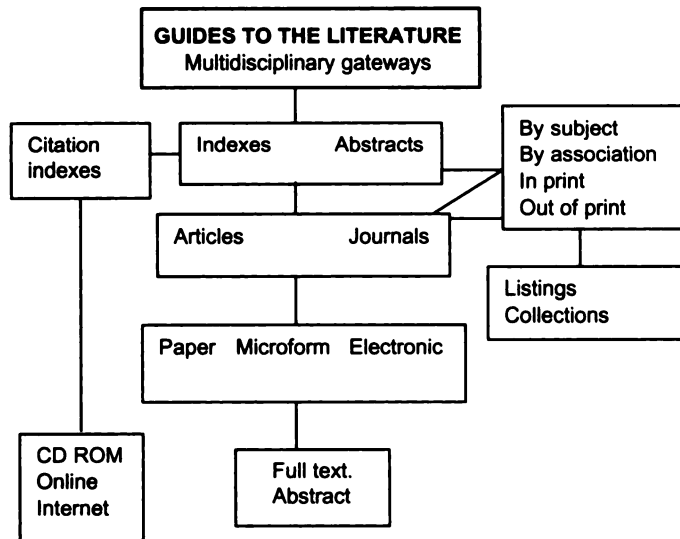 GUIDES TO THE LITERATURE
Multidisciplinary gateways
Citation
indexes
Indexes Abstracts
By subject
By association
In print
Out of print
Articles Journals
Listings
Collections
Paper Microform Electronic
CD ROM
Online
Internet
Full text.
Abstract